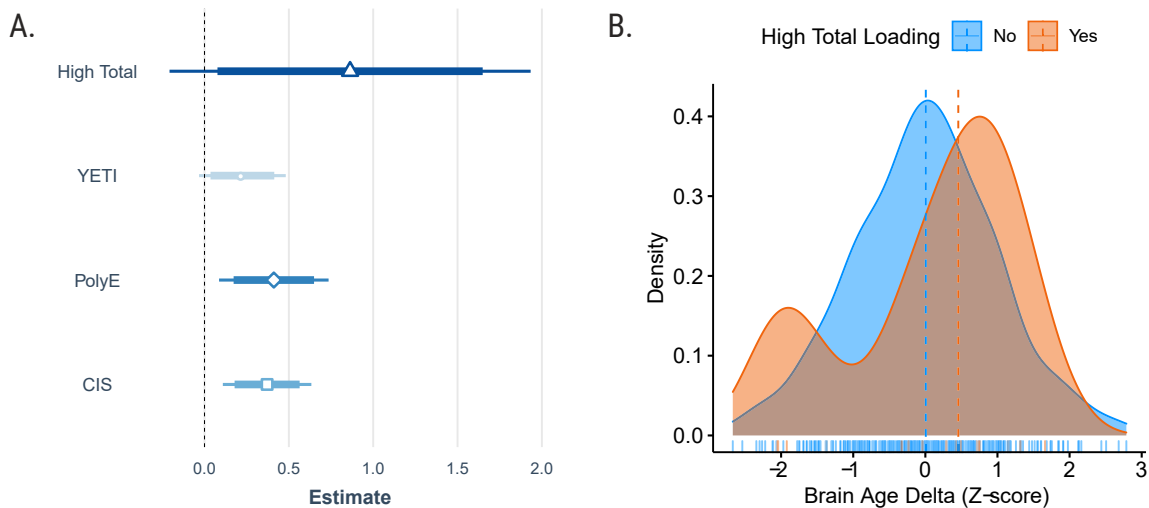 A.
High Total
YETI
PolyE
CIS
0.0 0.5 1.0 1.5 2.0
Estimate
B.
High Total Loading No Yes
0.4
0.3
0.2
0.1
0.0
Density
−2 −1 0 1 2 3
Brain Age Delta (Z−score)